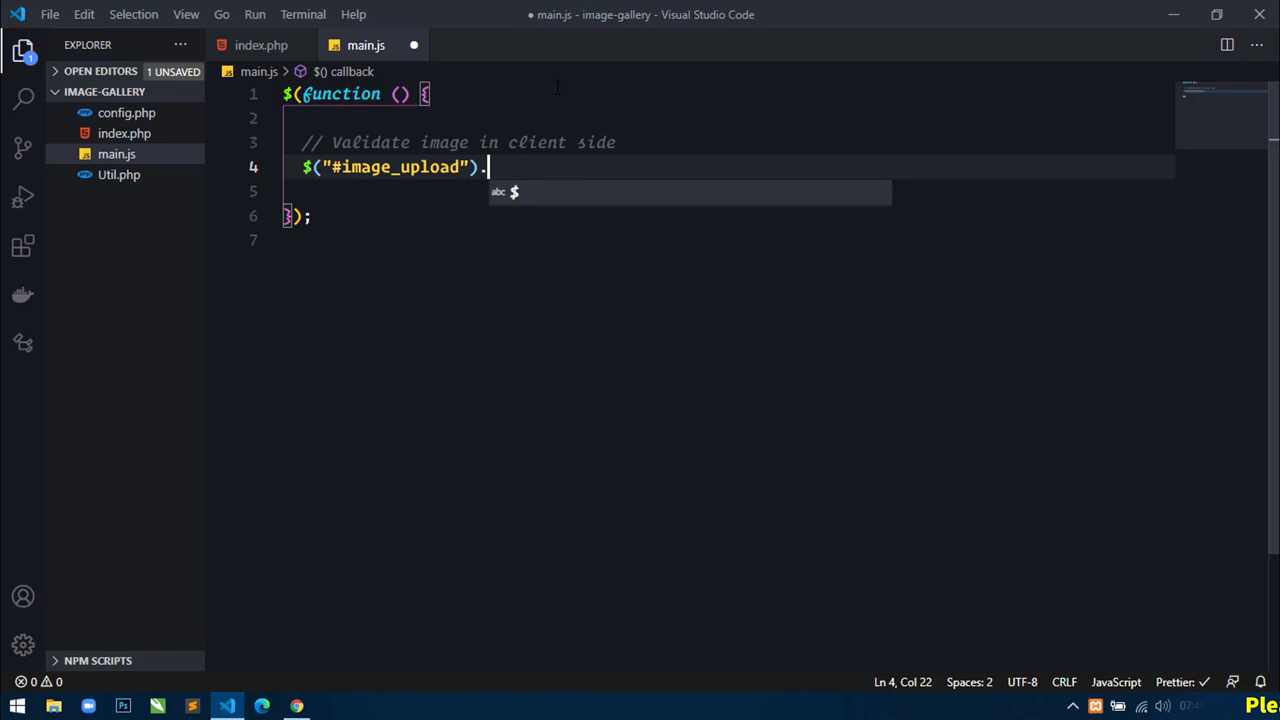 File Edit Selection View Go Run Terminal Help
● main.js - image-gallery - Visual Studio Code
EXPLORER
index.php
main.js
OPEN EDITORS 1 UNSAVED
main.js > $() callback
IMAGE-GALLERY
config.php
index.php
main.js
Util.php
1 $(function () {
2
3 // Validate image in client side
4 $("#image_upload").
abc $
5
6 });
7
1
NPM SCRIPTS
0 0
Ln 4, Col 22 Spaces: 2 UTF-8 CRLF JavaScript Prettier: ✓
Ps
Ple